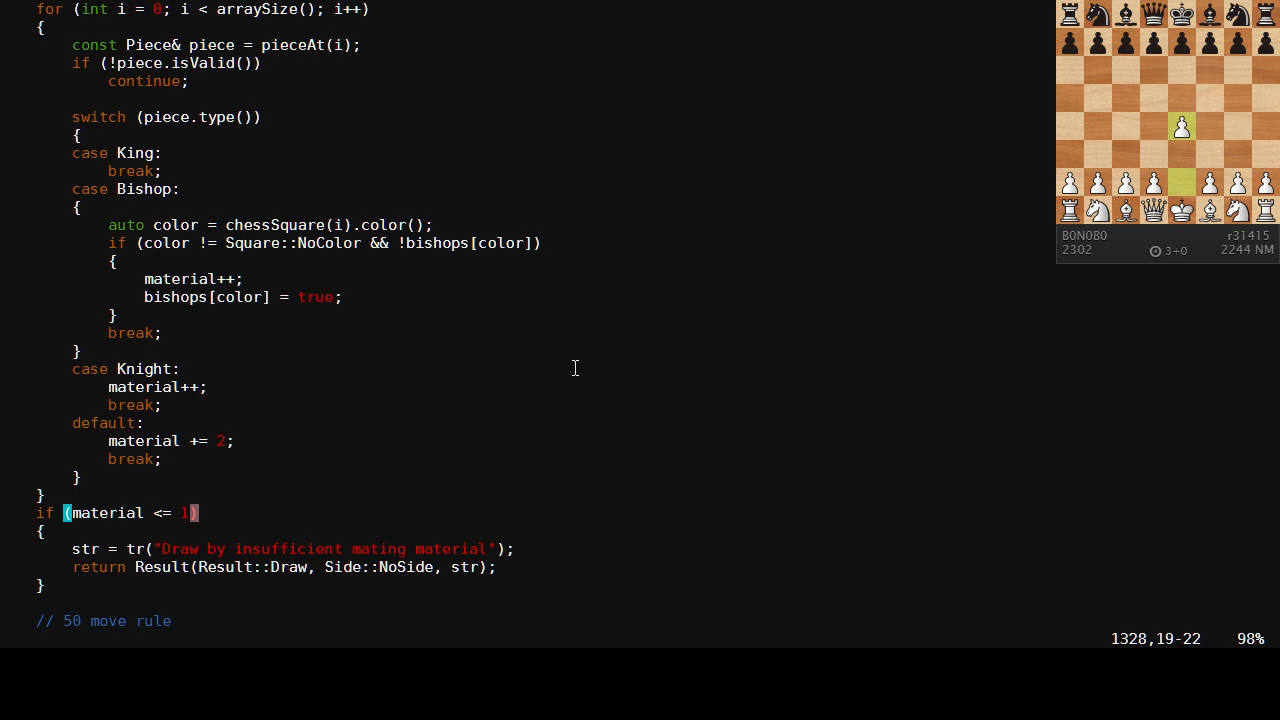 for (int i = 0; i < arraySize(); i++)
{
const Piece& piece = pieceAt(i);
if (!piece.isValid())
continue;
switch (piece.type())
{
case King:
break;
case Bishop:
{
auto color = chessSquare(i).color();
if (color != Square::NoColor && !bishops[color])
{
material++;
bishops[color] = true;
}
break;
}
case Knight:
material++;
break;
default:
material += 2;
break;
}
}
if (material <= 1)
{
str = tr("Draw by insufficient mating material");
return Result(Result::Draw, Side::NoSide, str);
}
// 50 move rule
1328,19-22 98%
B0N0B0 r31415
2302 3+0 2244 NM